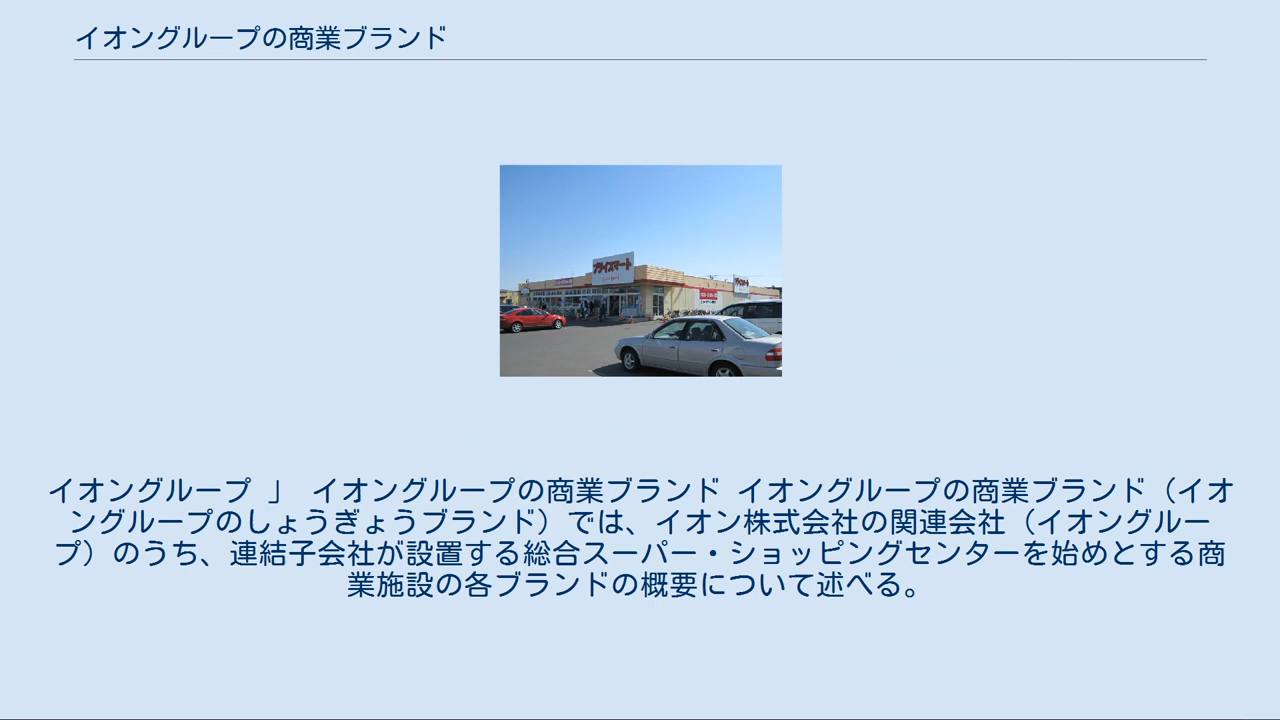 イオングループの商業ブランド
プライスマート
イオングループ 」 イオングループの商業ブランド イオングループの商業ブランド（イオ
ングループのしょうぎょうブランド）では、イオン株式会社の関連会社（イオングルー
プ）のうち、連結子会社が設置する総合スーパー・ショッピングセンターを始めとする商
業施設の各ブランドの概要について述べる。